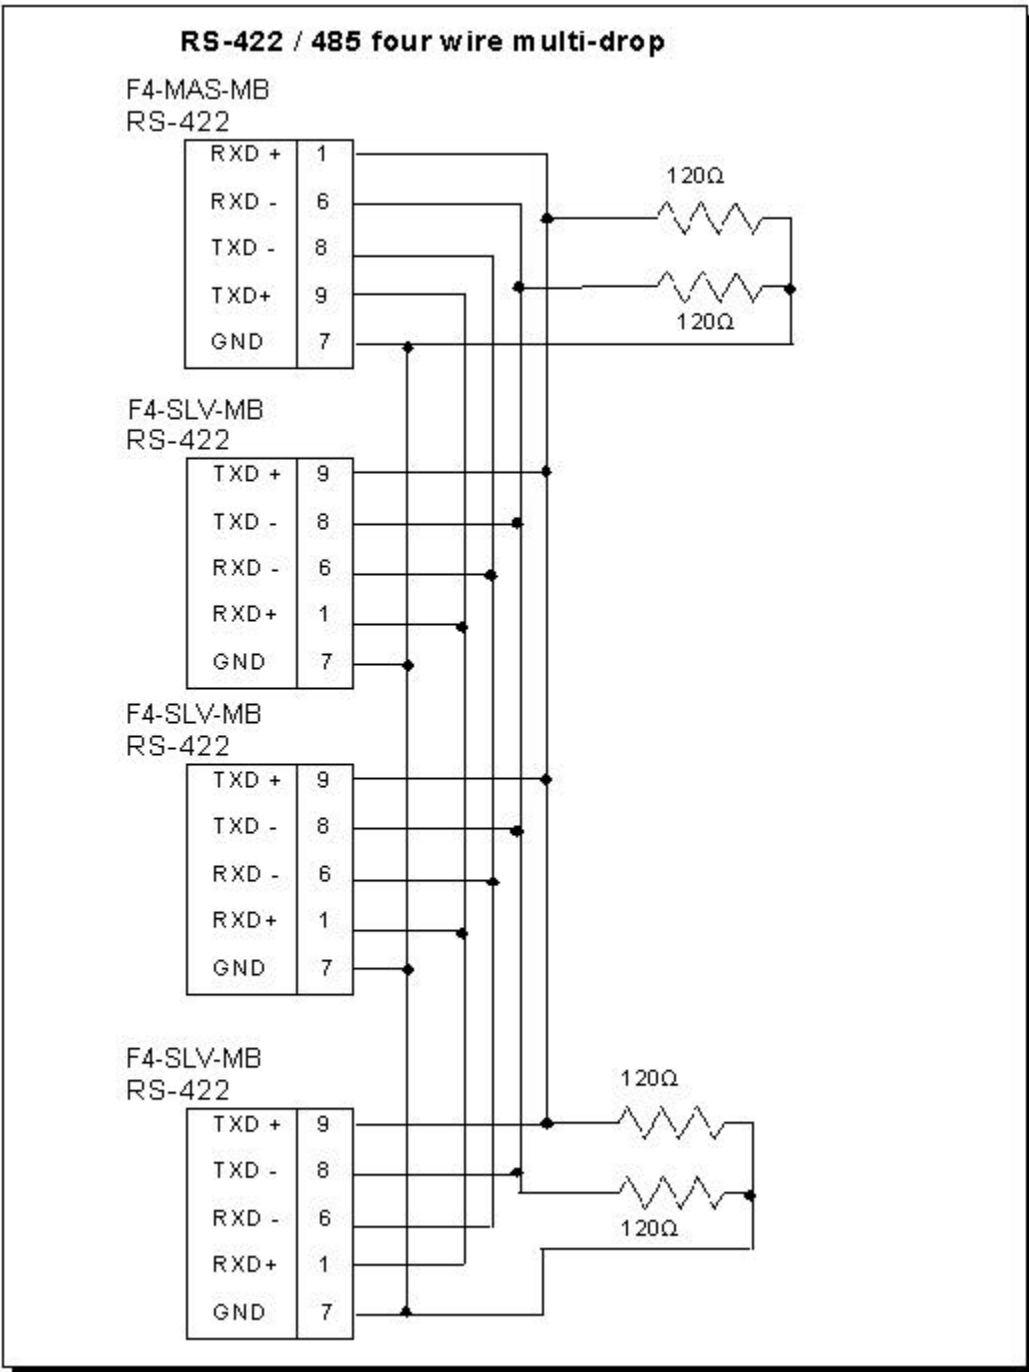 RS-422 / 485 four wire multi-drop
F4-MAS-MB
RS-422
RXD + 1
RXD - 6
TXD - 8
TXD+ 9
GND 7
120Ω
120Ω
F4-SLV-MB
RS-422
TXD + 9
TXD - 8
RXD - 6
RXD+ 1
GND 7
F4-SLV-MB
RS-422
TXD + 9
TXD - 8
RXD - 6
RXD+ 1
GND 7
F4-SLV-MB
RS-422
TXD + 9
TXD - 8
RXD - 6
RXD+ 1
GND 7
120Ω
120Ω